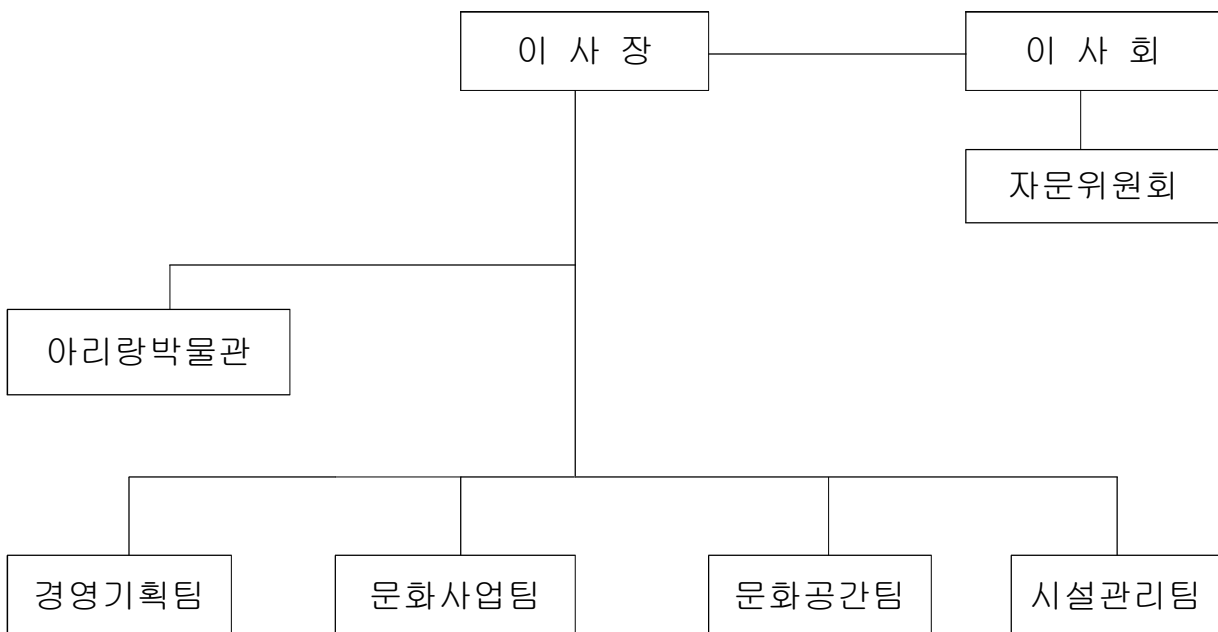 이 사 장
이 사 회
자문위원회
아리랑박물관
경영기획팀
문화사업팀
문화공간팀
시설관리팀